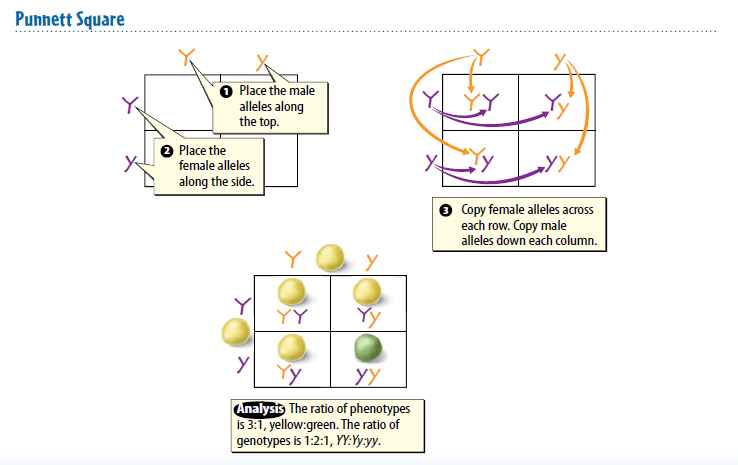 Punnett Square
Y y
Y
y
1 Place the male
alleles along
the top.
2 Place the
female alleles
along the side.
Y y
Y YY Yy
y Yy yy
3 Copy female alleles across
each row. Copy male
alleles down each column.
Y y
Y
YY Yy
y
Yy yy
Analysis The ratio of phenotypes
is 3:1, yellow:green. The ratio of
genotypes is 1:2:1, YY:Yy:yy.